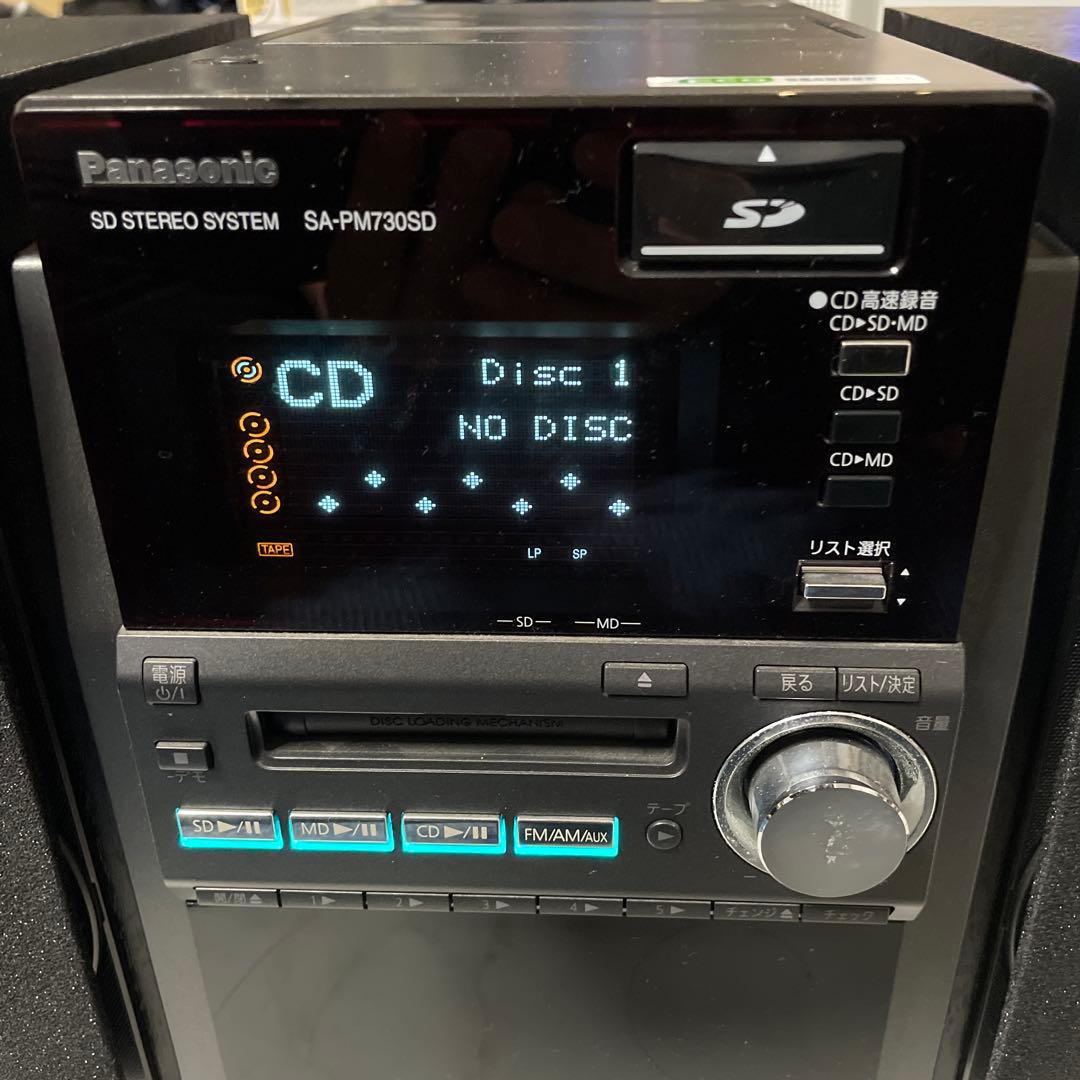 Panasonic
SD STEREO SYSTEM SA-PM730SD
SD
●CD 高速録音
CD▶SD・MD
CD▶SD
CD▶MD
リスト選択
▲
▼
CD Disc 1
NO DISC
TAPE
LP SP
SD MD
電源
⏻/I
戻る
リスト/決定
音量
DISC LOADING MECHANISM
-デモ
SD▶/❙❙
MD▶/❙❙
CD▶/❙❙
FM/AM/AUX
テープ
開/閉⏏ 1▶ 2▶ 3▶ 4▶ 5▶ チェンジ⏏ チェック